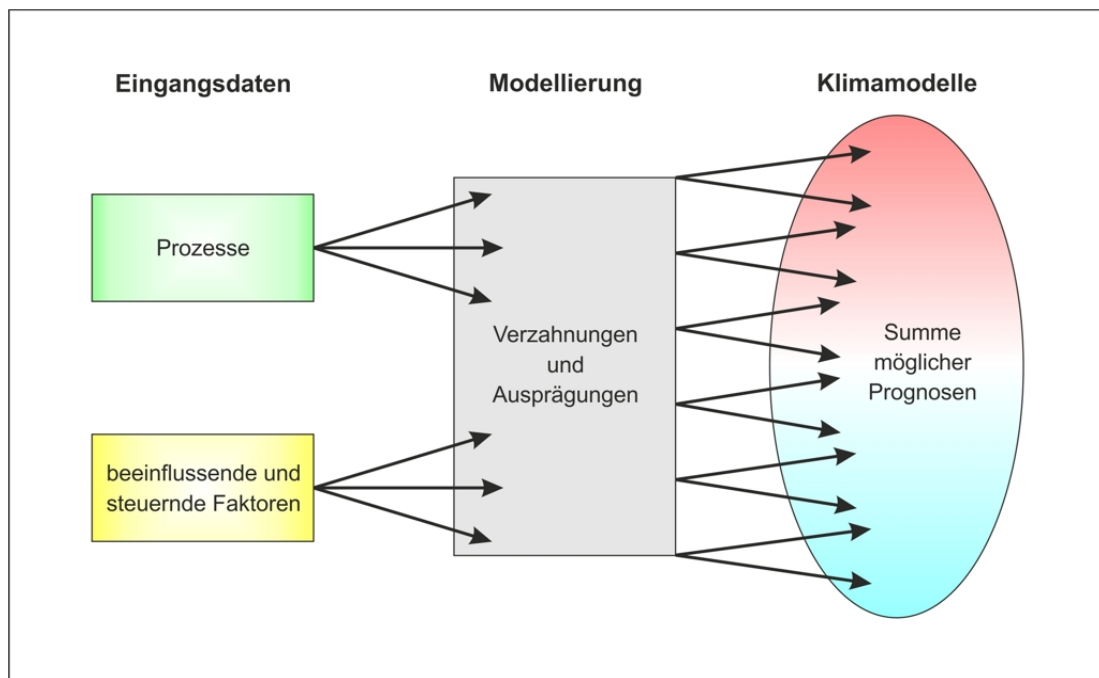 Eingangsdaten
Modellierung
Klimamodelle
Prozesse
beeinflussende und
steuernde Faktoren
Verzahnungen
und
Ausprägungen
Summe
möglicher
Prognosen